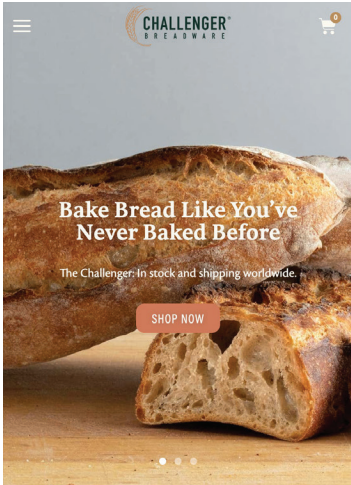 CHALLENGER®
BREADWARE
0
Bake Bread Like You've
Never Baked Before
The Challenger: In stock and shipping worldwide.
SHOP NOW